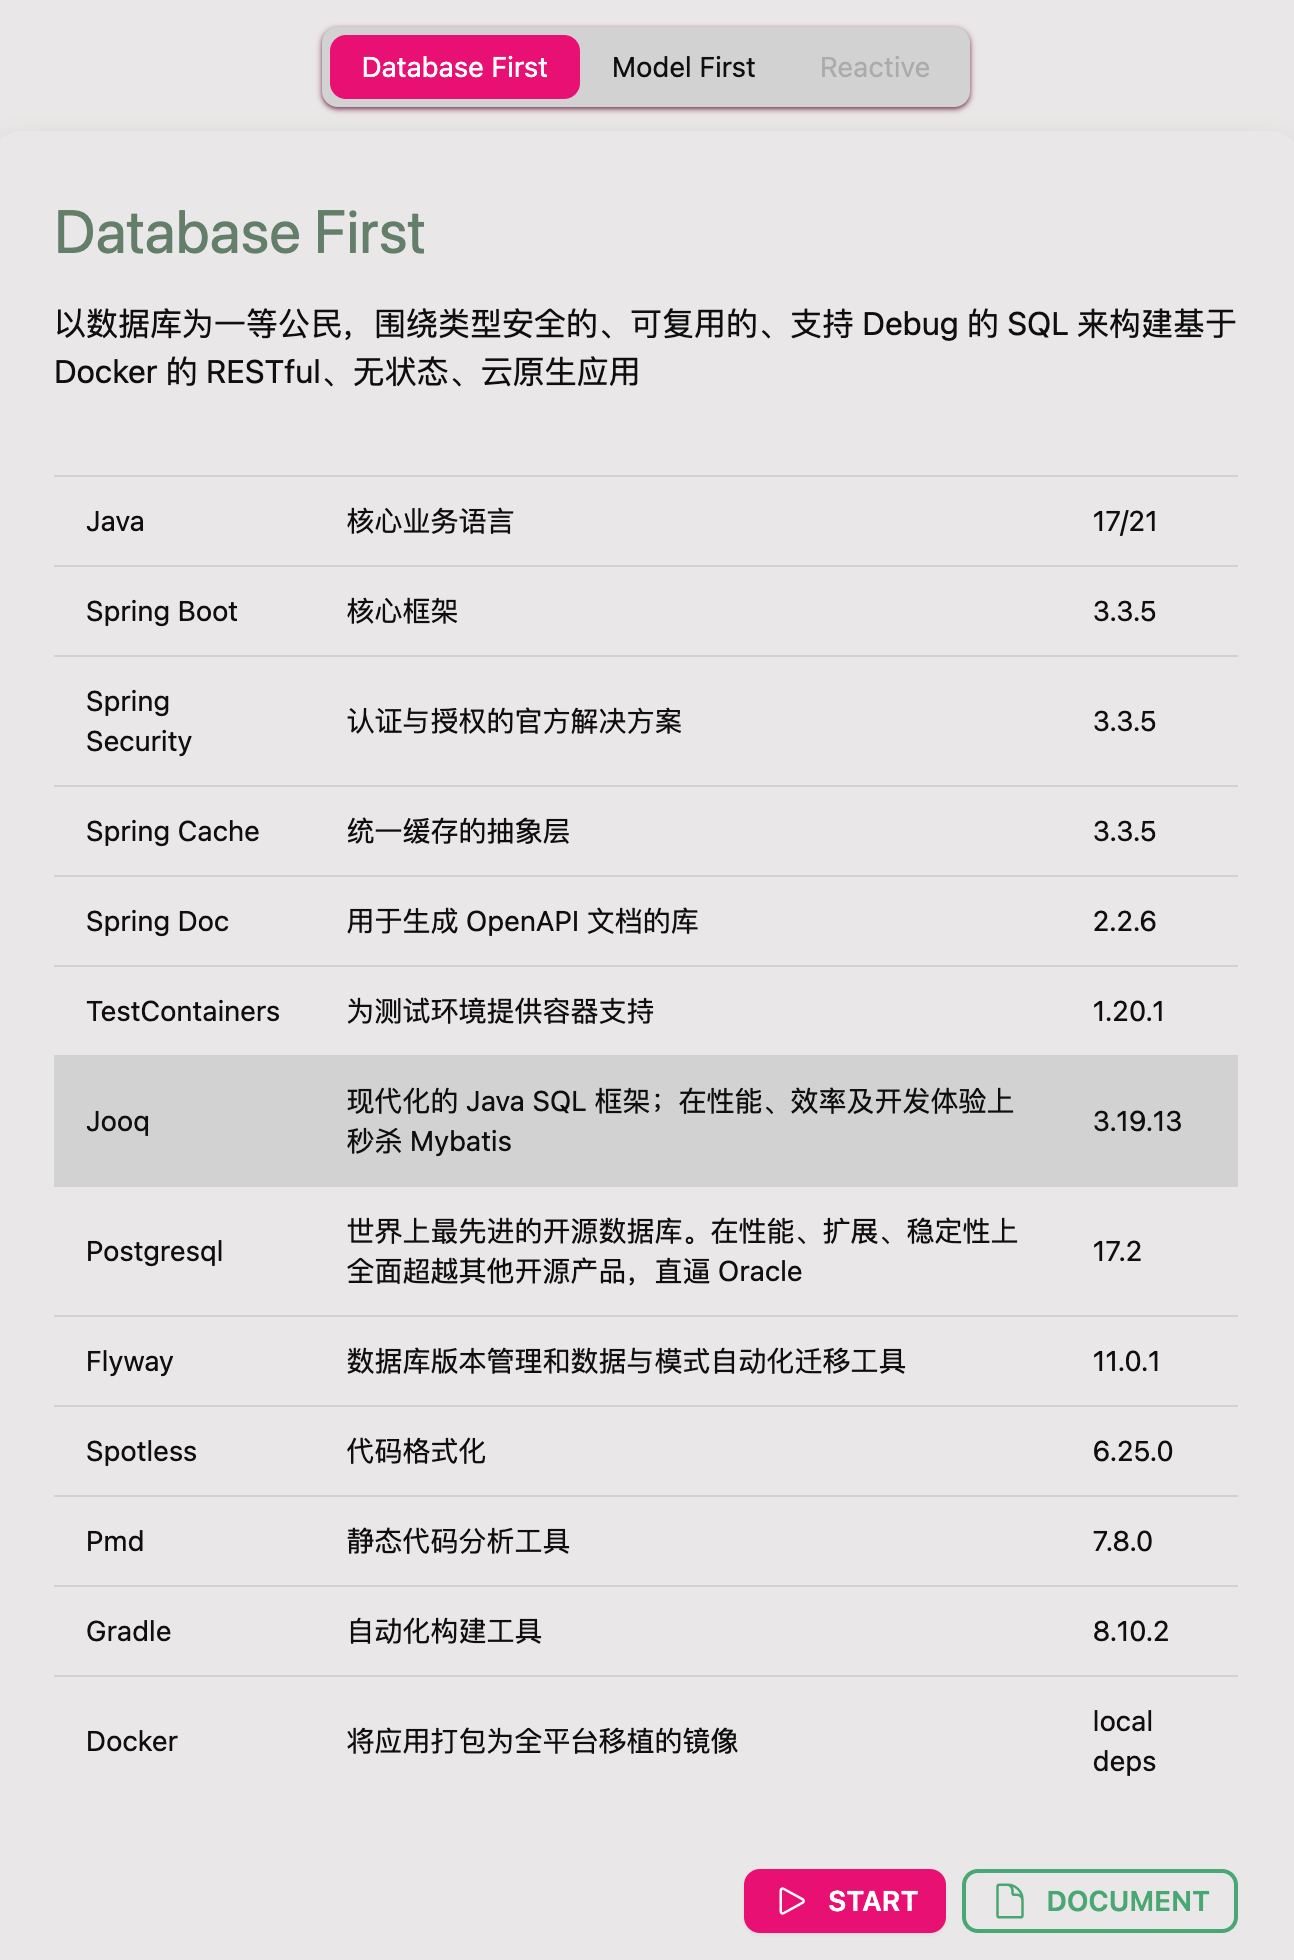 Database First
Model First
Reactive
Database First
以数据库为一等公民，围绕类型安全的、可复用的、支持 Debug 的 SQL 来构建基于
Docker 的 RESTful、无状态、云原生应用
Java 核心业务语言 17/21
Spring Boot 核心框架 3.3.5
Spring
Security
认证与授权的官方解决方案
3.3.5
Spring Cache 统一缓存的抽象层 3.3.5
Spring Doc 用于生成 OpenAPI 文档的库 2.2.6
TestContainers 为测试环境提供容器支持 1.20.1
Jooq
现代化的 Java SQL 框架；在性能、效率及开发体验上
秒杀 Mybatis
3.19.13
Postgresql
世界上最先进的开源数据库。在性能、扩展、稳定性上
全面超越其他开源产品，直逼 Oracle
17.2
Flyway 数据库版本管理和数据与模式自动化迁移工具 11.0.1
Spotless 代码格式化 6.25.0
Pmd 静态代码分析工具 7.8.0
Gradle 自动化构建工具 8.10.2
Docker 将应用打包为全平台移植的镜像
local
deps
START
DOCUMENT